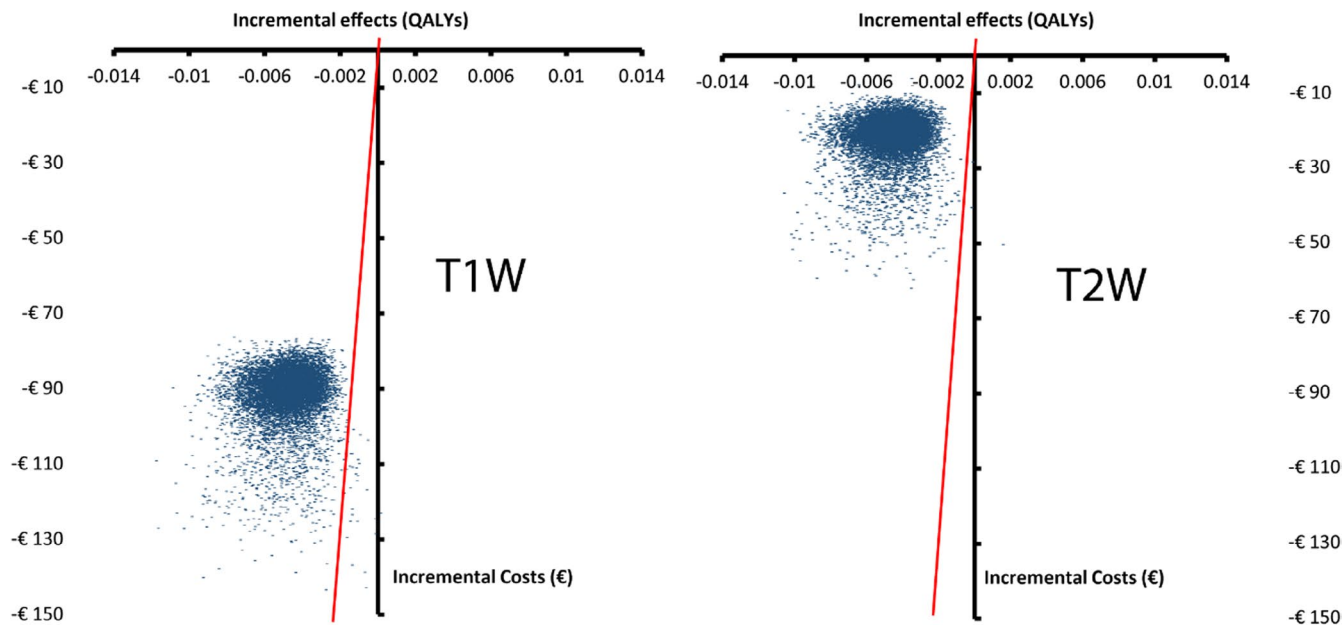 Incremental effects (QALYs)
-0.014 -0.01 -0.006 -0.002 0.002 0.006 0.01 0.014
-€ 10
-€ 30
-€ 50
T1W
-€ 70
-€ 90
-€ 110
-€ 130
Incremental Costs (€)
-€ 150
Incremental effects (QALYs)
-0.014 -0.01 -0.006 -0.002 0.002 0.006 0.01 0.014
-€ 10
-€ 30
-€ 50
T2W
-€ 70
-€ 90
-€ 110
-€ 130
Incremental Costs (€)
-€ 150